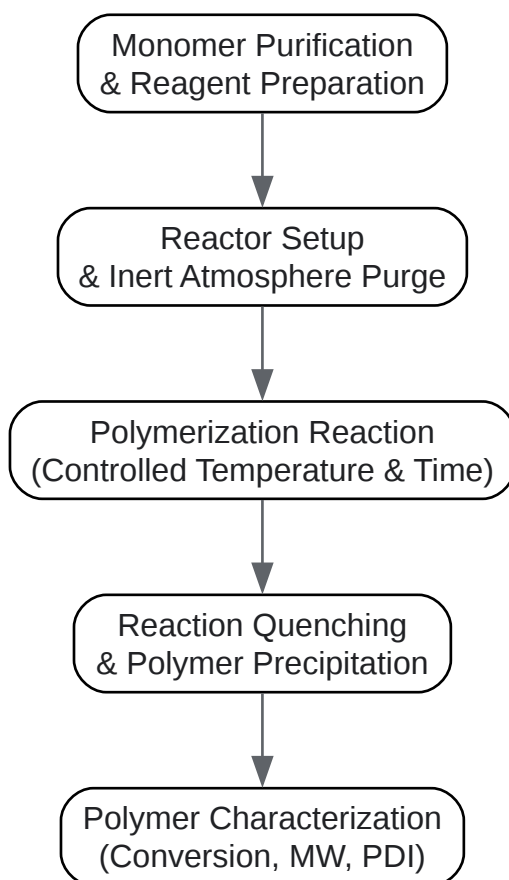 Monomer Purification
& Reagent Preparation
Reactor Setup
& Inert Atmosphere Purge
Polymerization Reaction
(Controlled Temperature & Time)
Reaction Quenching
& Polymer Precipitation
Polymer Characterization
(Conversion, MW, PDI)